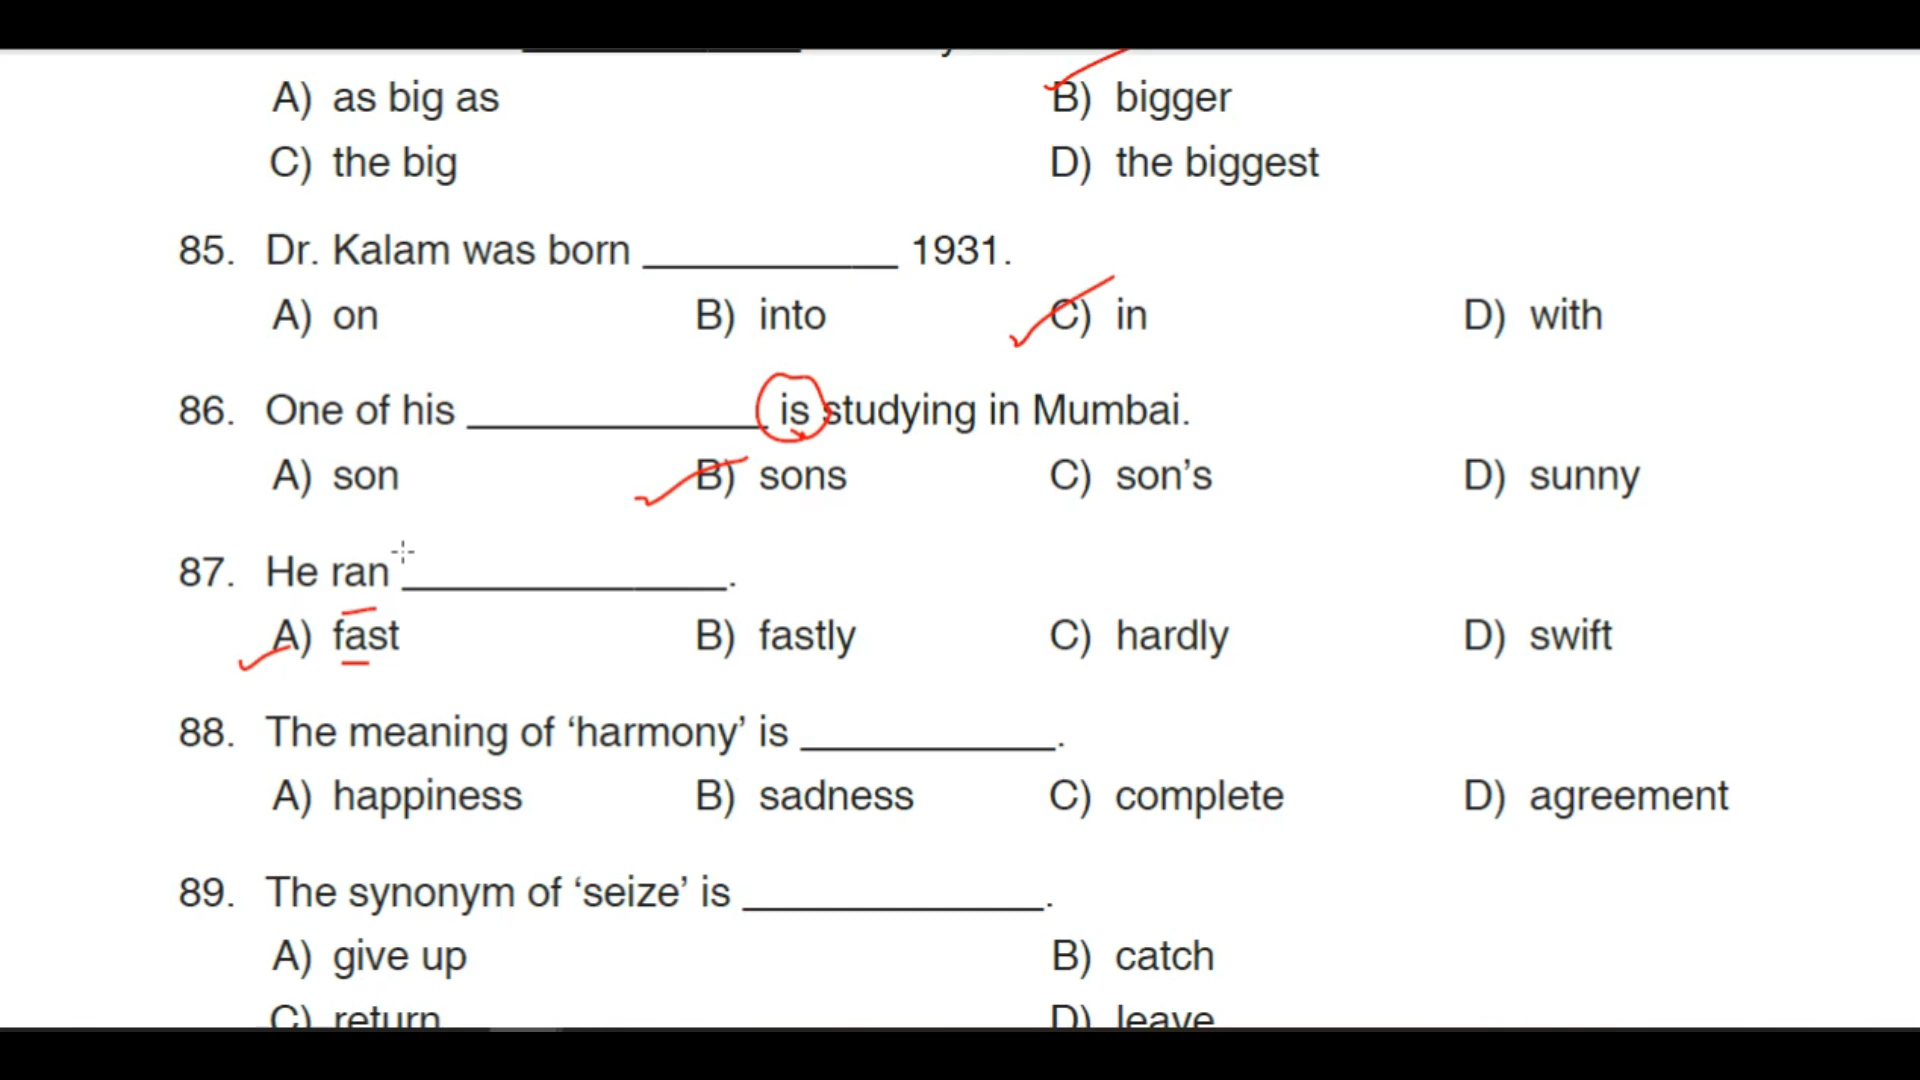 A) as big as B) bigger
C) the big D) the biggest
85. Dr. Kalam was born ____________ 1931.
A) on B) into C) in D) with
86. One of his ______________ is studying in Mumbai.
A) son B) sons C) son’s D) sunny
87. He ran _______________.
A) fast B) fastly C) hardly D) swift
88. The meaning of ‘harmony’ is ____________.
A) happiness B) sadness C) complete D) agreement
89. The synonym of ‘seize’ is ______________.
A) give up B) catch
C) return D) leave